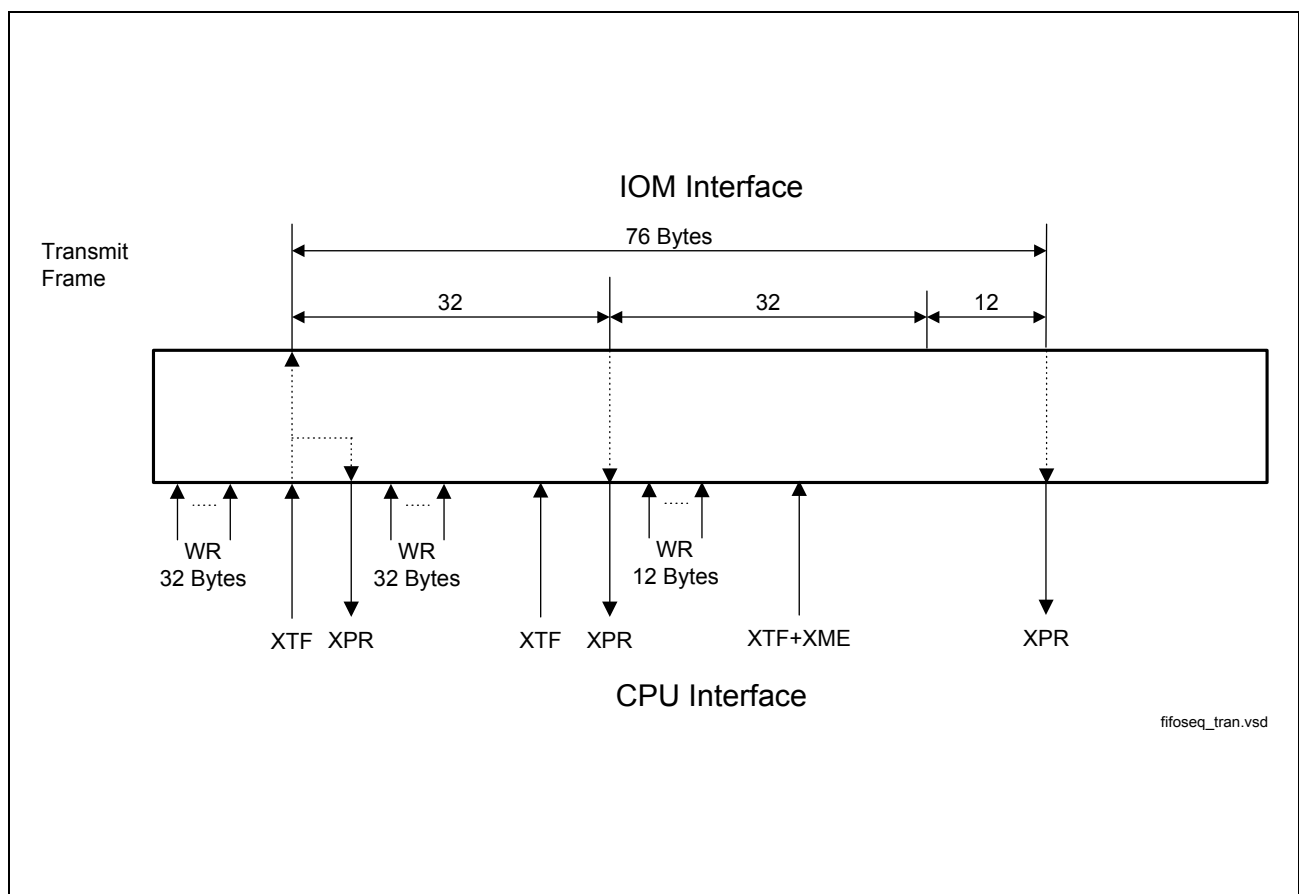 IOM Interface
Transmit
Frame
76 Bytes
32
32
12
WR
32 Bytes
WR
32 Bytes
WR
12 Bytes
XTF
XPR
XTF
XPR
XTF+XME
XPR
CPU Interface
fifoseq_tran.vsd